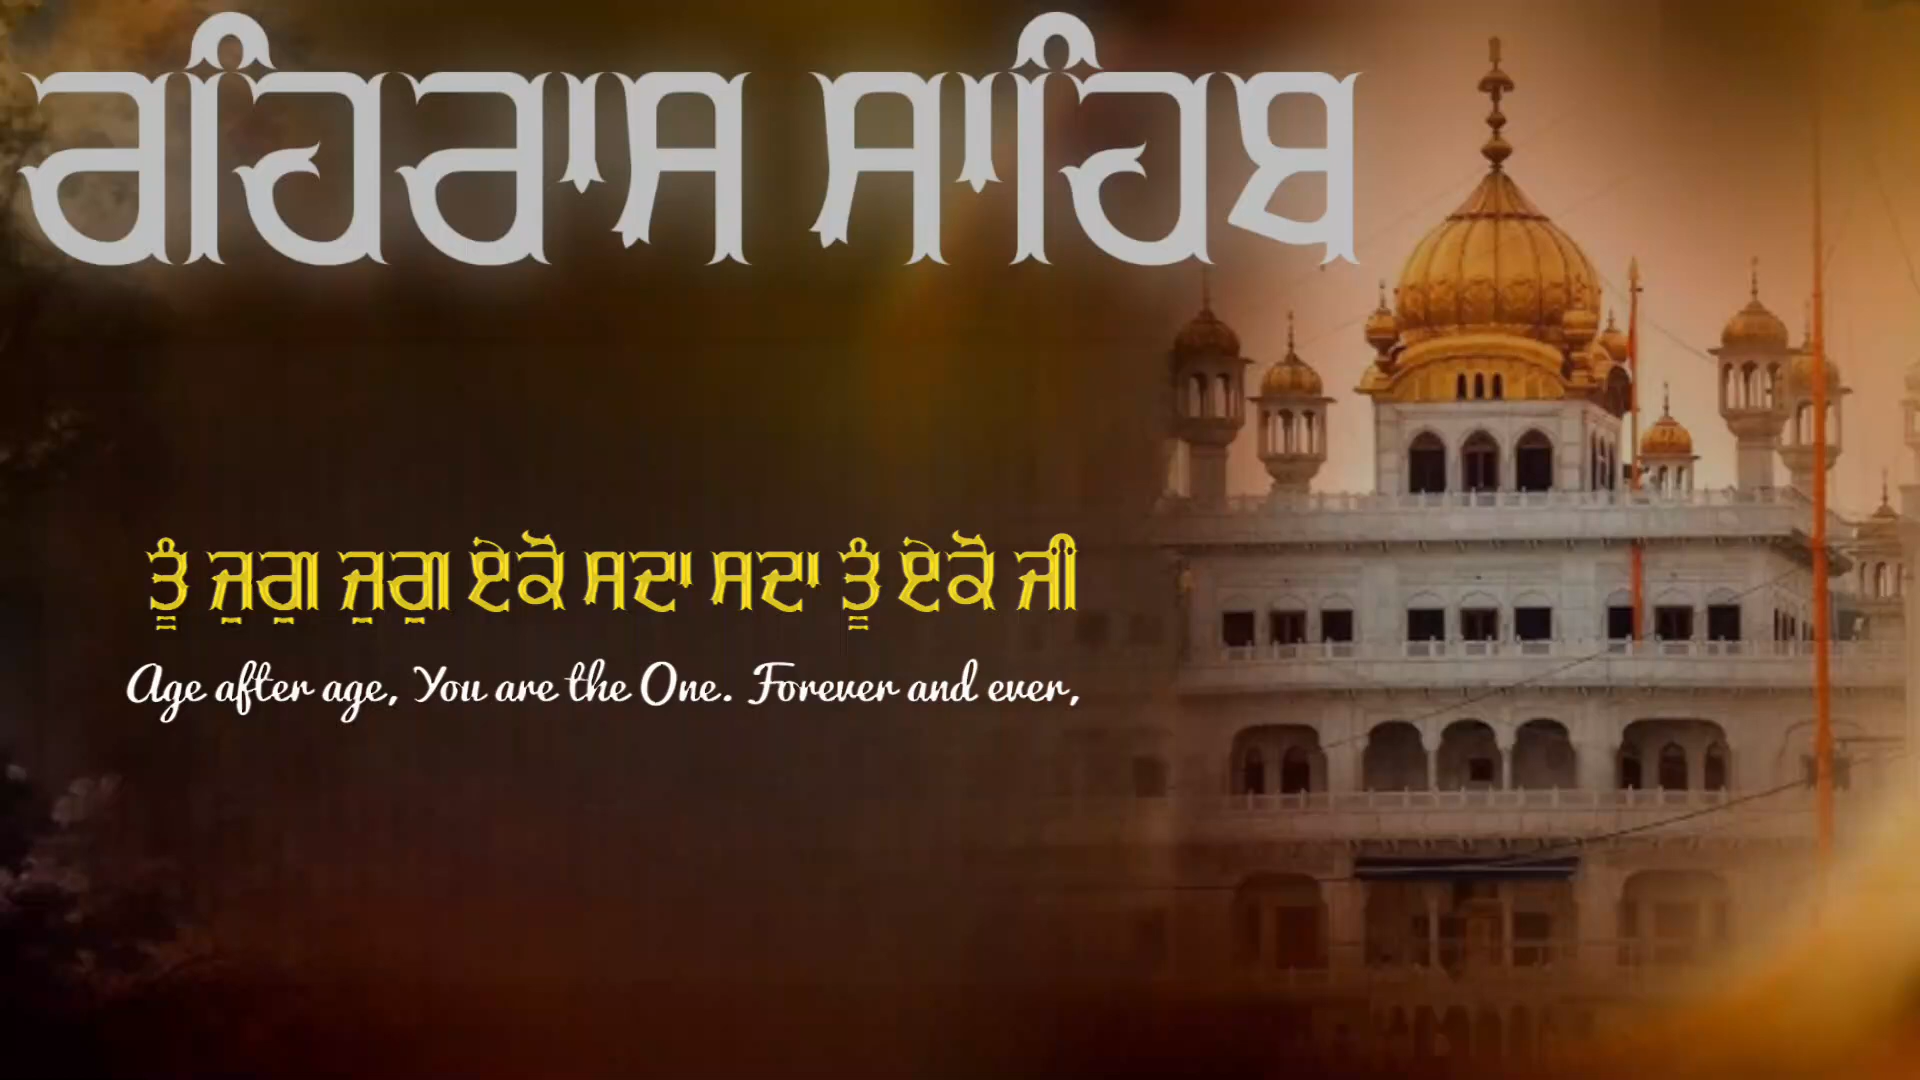 ਰਹਿਰਾਸ ਸਾਹਿਬ
ਤੂੰ ਜੁਗੁ ਜੁਗੁ ਏਕੋ ਸਦਾ ਸਦਾ ਤੂੰ ਏਕੋ ਜੀ
Age after age, You are the One. Forever and ever,